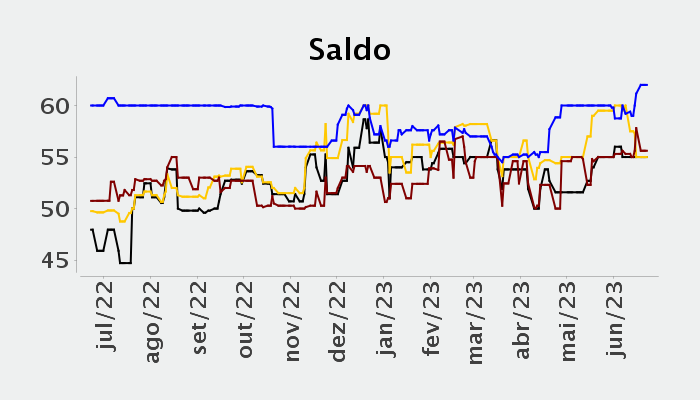 Saldo
60
55
50
45
jul/22
ago/22
set/22
out/22
nov/22
dez/22
jan/23
fev/23
mar/23
abr/23
mai/23
jun/23